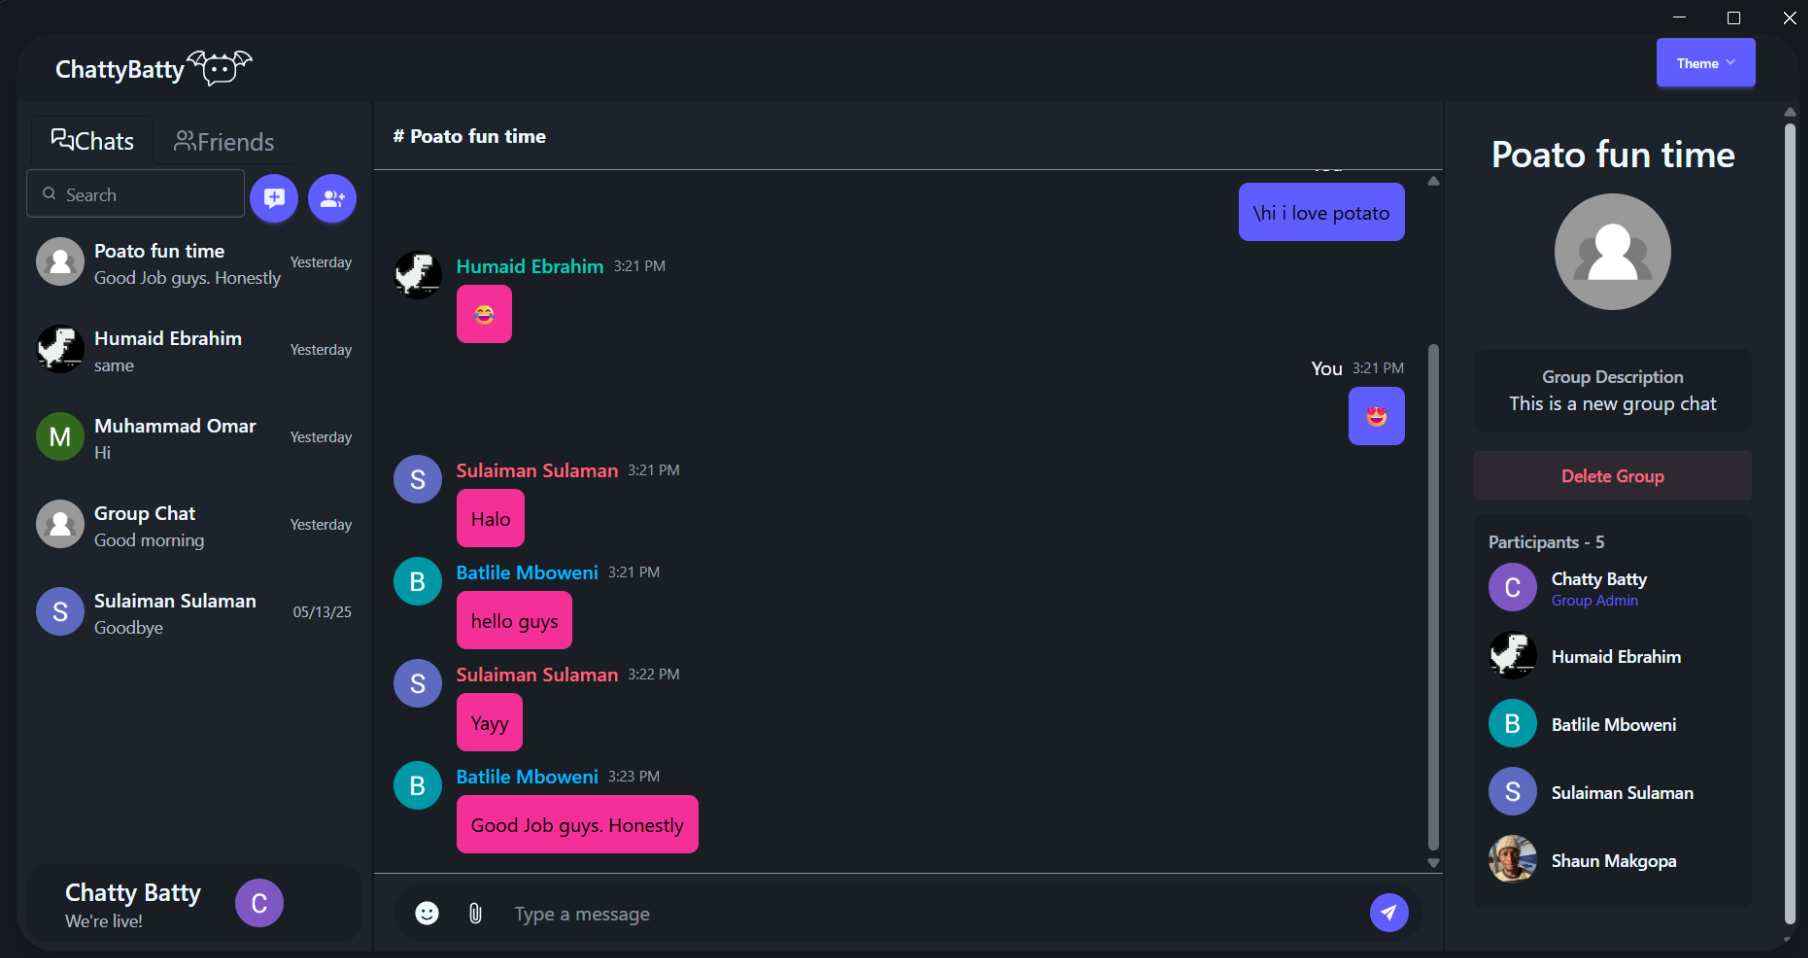 ChattyBatty
Theme
Chats
Friends
Search
Poato fun time
Yesterday
Good Job guys. Honestly
Humaid Ebrahim
Yesterday
same
M
Muhammad Omar
Yesterday
Hi
Group Chat
Yesterday
Good morning
S
Sulaiman Sulaman
05/13/25
Goodbye
Chatty Batty
We're live!
C
# Poato fun time
\hi i love potato
Humaid Ebrahim 3:21 PM
You 3:21 PM
S
Sulaiman Sulaman 3:21 PM
Halo
B
Batlile Mboweni 3:21 PM
hello guys
S
Sulaiman Sulaman 3:22 PM
Yayy
B
Batlile Mboweni 3:23 PM
Good Job guys. Honestly
Type a message
Poato fun time
Group Description
This is a new group chat
Delete Group
Participants - 5
C
Chatty Batty
Group Admin
Humaid Ebrahim
B
Batlile Mboweni
S
Sulaiman Sulaman
Shaun Makgopa